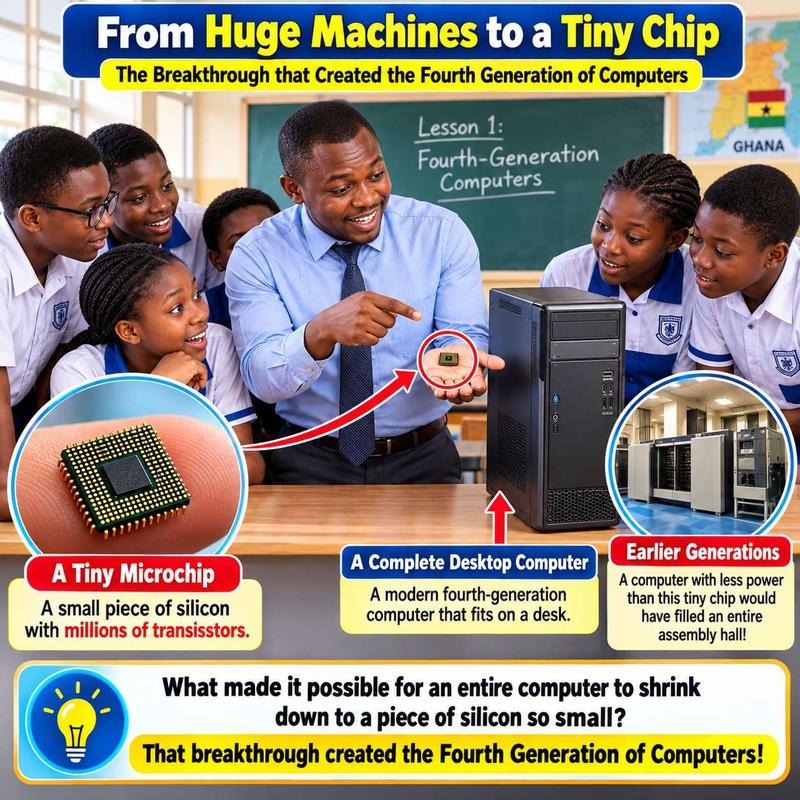 From Huge Machines to a Tiny Chip
The Breakthrough that Created the Fourth Generation of Computers
Lesson 1:
Fourth-Generation
Computers
GHANA
A Tiny Microchip
A small piece of silicon
with millions of transisstors.
A Complete Desktop Computer
A modern fourth-generation
computer that fits on a desk.
Earlier Generations
A computer with less power
than this tiny chip would
have filled an entire
assembly hall!
What made it possible for an entire computer to shrink
down to a piece of silicon so small?
That breakthrough created the Fourth Generation of Computers!